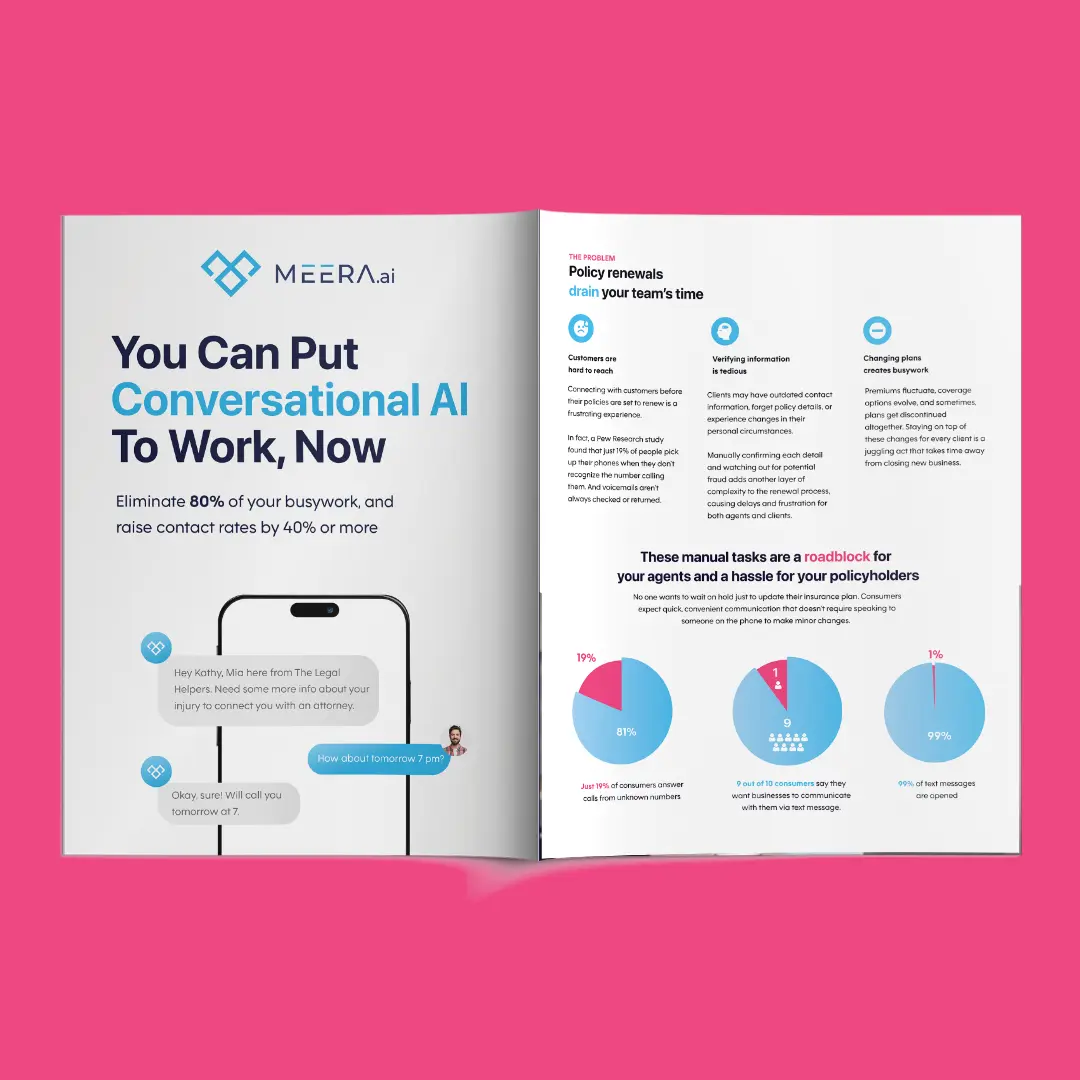 MEERA.ai
You Can Put
Conversational AI
To Work, Now
Eliminate 80% of your busywork, and
raise contact rates by 40% or more
Hey Kathy, Mia here from The Legal
Helpers. Need some more info about your
injury to connect you with an attorney.
How about tomorrow 7 pm?
Okay, sure! Will call you
tomorrow at 7.
THE PROBLEM
Policy renewals
drain your team's time
Customers are
hard to reach
Connecting with customers before
their policies are set to renew is a
frustrating experience.
In fact, a Pew Research study
found that just 19% of people pick
up their phones when they don't
recognize the number calling
them. And voicemails aren't
always checked or returned.
Verifying information
is tedious
Clients may have outdated contact
information, forget policy details, or
experience changes in their
personal circumstances.
Manually confirming each detail
and watching out for potential
fraud adds another layer of
complexity to the renewal process,
causing delays and frustration for
both agents and clients.
Changing plans
creates busywork
Premiums fluctuate, coverage
options evolve, and sometimes,
plans get discontinued
altogether. Staying on top of
these changes for every client is a
juggling act that takes time away
from closing new business.
These manual tasks are a roadblock for
your agents and a hassle for your policyholders
No one wants to wait on hold just to update their insurance plan. Consumers
expect quick, convenient communication that doesn't require speaking to
someone on the phone to make minor changes.
19%
81%
Just 19% of consumers answer
calls from unknown numbers
1
9
9 out of 10 consumers say they
want businesses to communicate
with them via text message.
1%
99%
99% of text messages
are opened